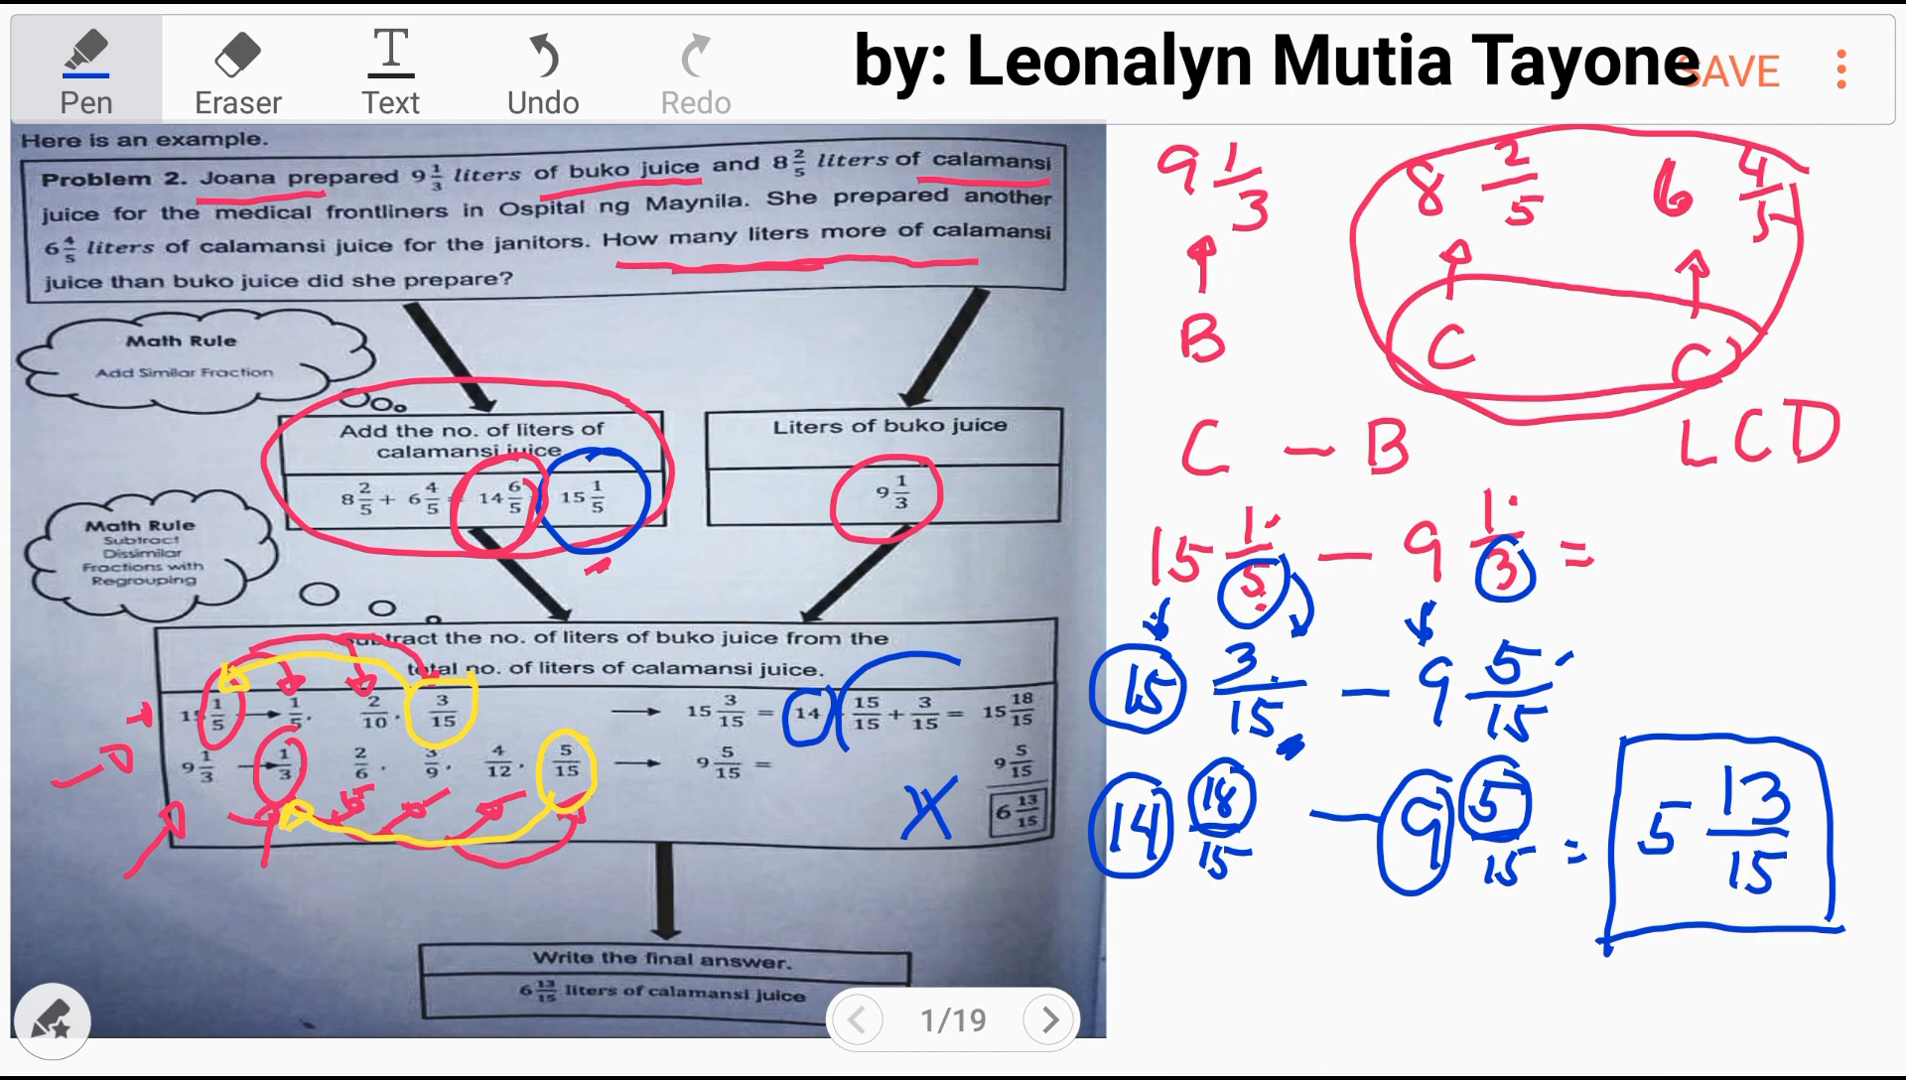 Pen
Eraser
Text
Undo
Redo
by: Leonalyn Mutia Tayone
SAVE
Here is an example.
Problem 2. Joana prepared 9 1/3 liters of buko juice and 8 2/5 liters of calamansi
juice for the medical frontliners in Ospital ng Maynila. She prepared another
6 4/5 liters of calamansi juice for the janitors. How many liters more of calamansi
juice than buko juice did she prepare?
Math Rule
Add Similar Fraction
Add the no. of liters of
calamansi juice
8 2/5 + 6 4/5 = 14 6/5 15 1/5
Liters of buko juice
9 1/3
Math Rule
Subtract
Dissimilar
Fractions with
Regrouping
Subtract the no. of liters of buko juice from the
total no. of liters of calamansi juice.
15 1/5 → 1/5, 2/10, 3/15 → 15 3/15 = 14 15/15 + 3/15 = 15 18/15
9 1/3 → 1/3 2/6, 3/9, 4/12, 5/15 → 9 5/15 = 9 5/15
6 13/15
Write the final answer.
6 13/15 liters of calamansi juice
1/19
9 1/3 8 2/5 6 4/5
B C C
C - B LCD
15 1/5 - 9 1/3 =
15 3/15 - 9 5/15
14 18/15 - 9 5/15 = 5 13/15